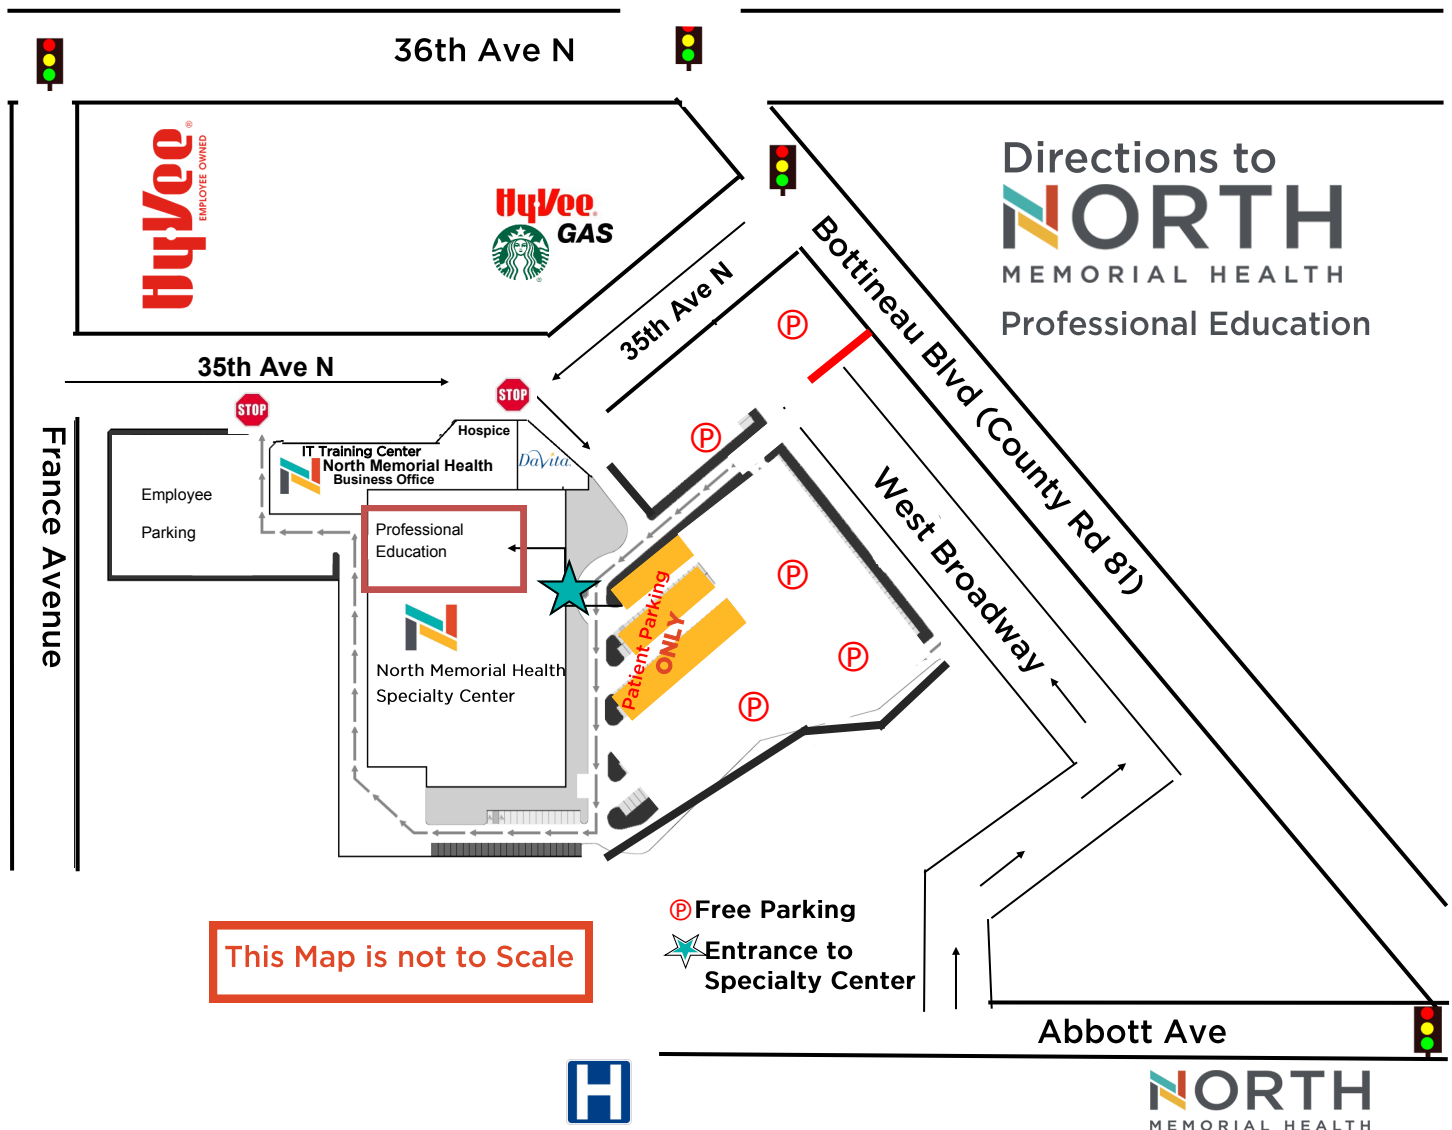 36th Ave N
HyVee
EMPLOYEE OWNED
HyVee
GAS
Directions to
NORTH
MEMORIAL HEALTH
Professional Education
35th Ave N
Bottineau Blvd (County Rd 81)
35th Ave N
STOP
STOP
P
P
Hospice
IT Training Center
North Memorial Health
Business Office
DaVita
France Avenue
Employee
Parking
Professional
Education
West Broadway
P
P
P
Patient Parking
ONLY
North Memorial Health
Specialty Center
P Free Parking
Entrance to
Specialty Center
This Map is not to Scale
Abbott Ave
H
NORTH
MEMORIAL HEALTH